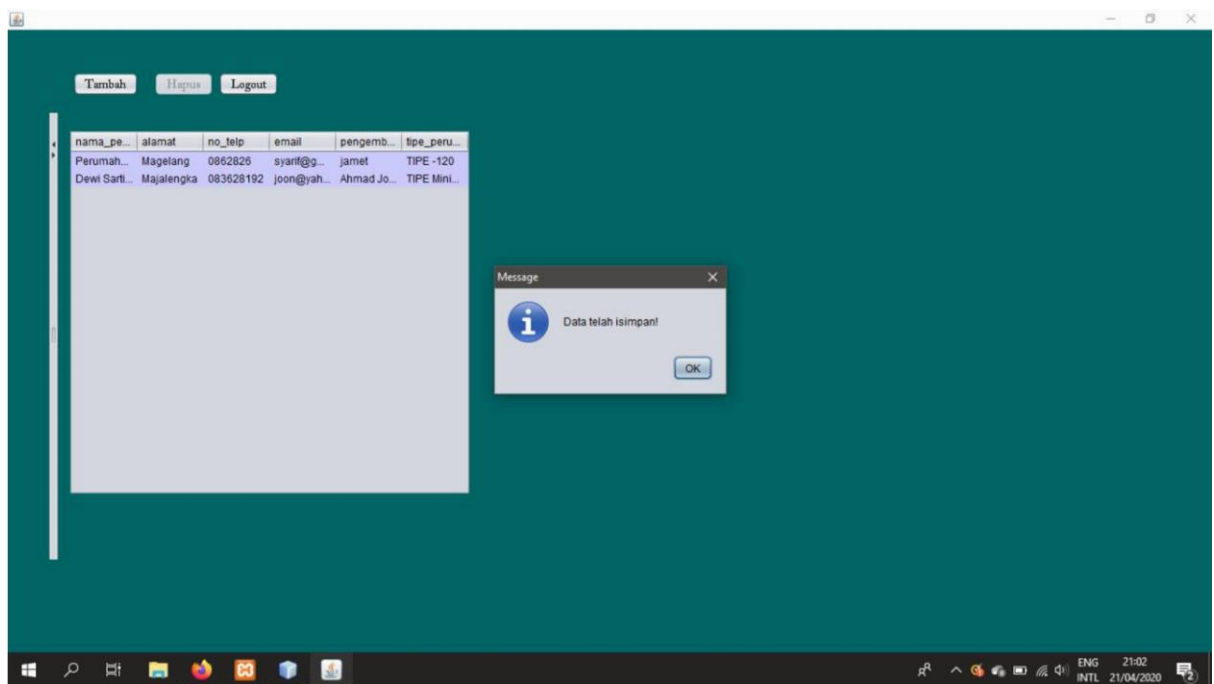 Tambah Hapus Logout
nama_pe... alamat no_telp email pengemb... tipe_peru...
Perumah... Magelang 0862826 syarif@g... jamet TIPE -120
Dewi Sarti... Majalengka 083628192 joon@yah... Ahmad Jo... TIPE Mini...
Message
Data telah isimpan!
OK
ENG 21:02
INTL 21/04/2020
2